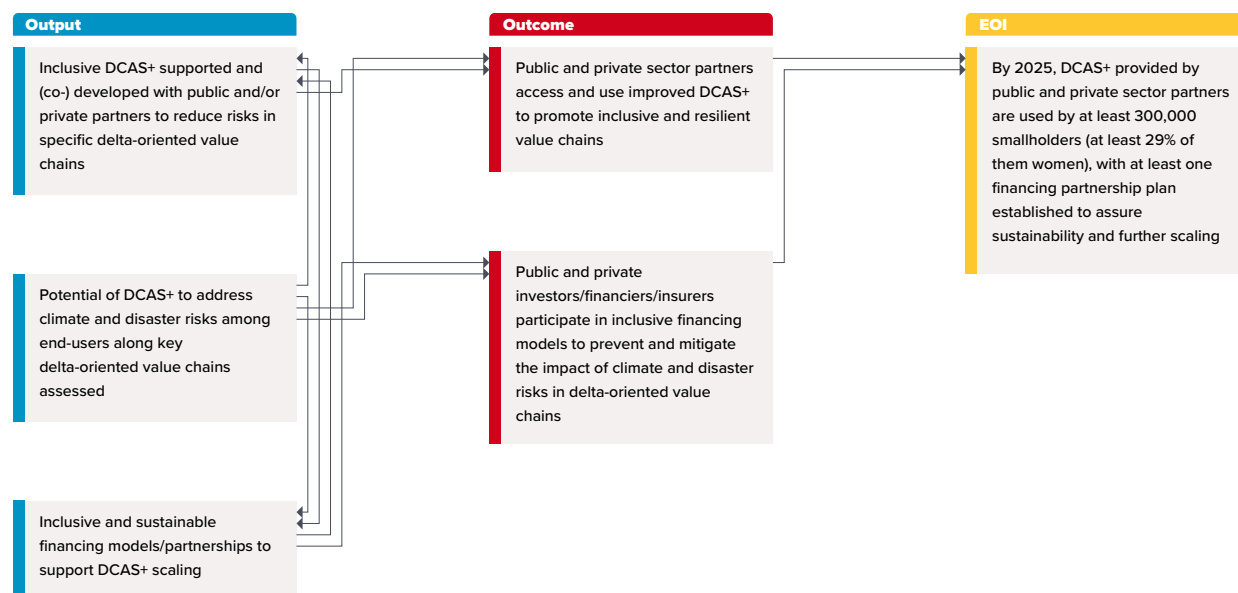 Output
Inclusive DCAS+ supported and
(co-) developed with public and/or
private partners to reduce risks in
specific delta-oriented value
chains
Potential of DCAS+ to address
climate and disaster risks among
end-users along key
delta-oriented value chains
assessed
Inclusive and sustainable
financing models/partnerships to
support DCAS+ scaling
Outcome
Public and private sector partners
access and use improved DCAS+
to promote inclusive and resilient
value chains
Public and private
investors/financiers/insurers
participate in inclusive financing
models to prevent and mitigate
the impact of climate and disaster
risks in delta-oriented value
chains
EOI
By 2025, DCAS+ provided by
public and private sector partners
are used by at least 300,000
smallholders (at least 29% of
them women), with at least one
financing partnership plan
established to assure
sustainability and further scaling